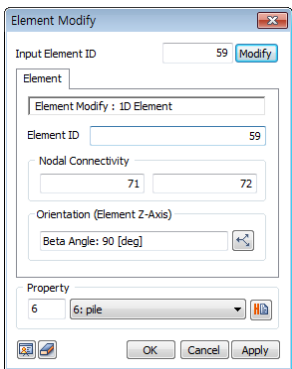 Element Modify
Input Element ID 59 Modify
Element
Element Modify : 1D Element
Element ID 59
Nodal Connectivity
71 72
Orientation (Element Z-Axis)
Beta Angle: 90 [deg]
Property
6 6: pile
OK Cancel Apply